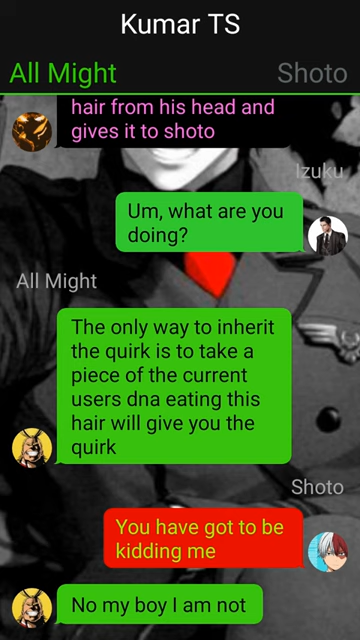 Kumar TS
All Might
Shoto
hair from his head and
gives it to shoto
Izuku
Um, what are you
doing?
All Might
The only way to inherit
the quirk is to take a
piece of the current
users dna eating this
hair will give you the
quirk
Shoto
You have got to be
kidding me
No my boy I am not